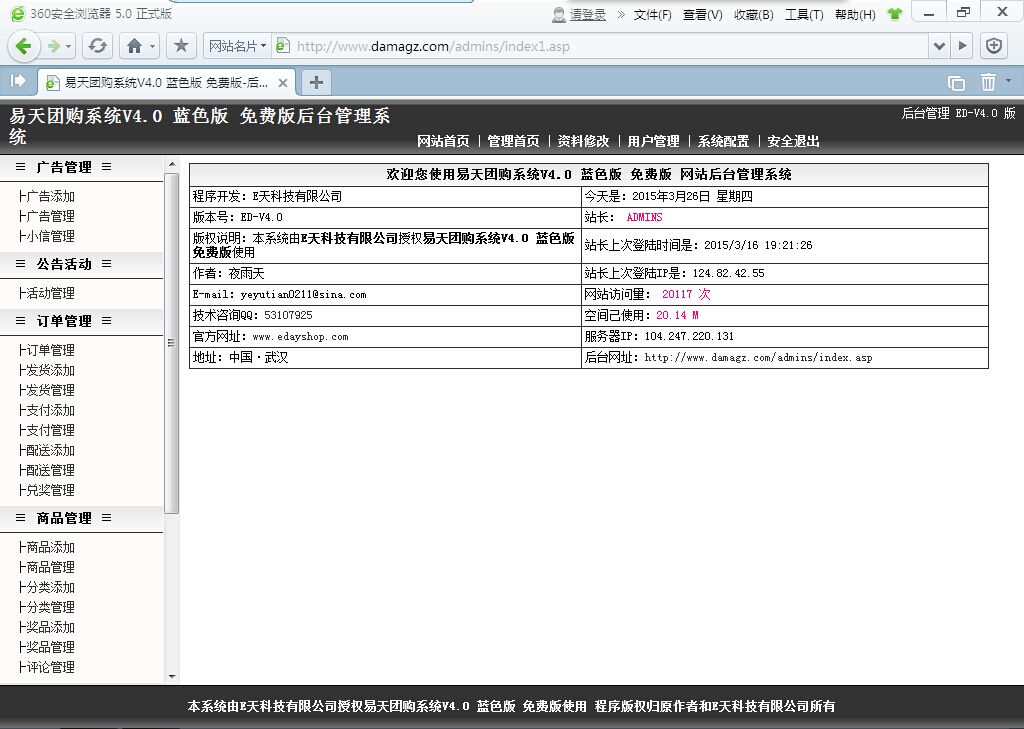 360安全浏览器 5.0 正式版
请登录 » 文件(F) 查看(V) 收藏(B) 工具(T) 帮助(H)
网站名片 http://www.damagz.com/admins/index1.asp
易天团购系统V4.0 蓝色版 免费版-后...
易天团购系统V4.0 蓝色版 免费版后台管理系
统
后台管理 ED-V4.0 版
网站首页 | 管理首页 | 资料修改 | 用户管理 | 系统配置 | 安全退出
≡ 广告管理 ≡
├广告添加
├广告管理
├小信管理
≡ 公告活动 ≡
├活动管理
≡ 订单管理 ≡
├订单管理
├发货添加
├发货管理
├支付添加
├支付管理
├配送添加
├配送管理
├兑奖管理
≡ 商品管理 ≡
├商品添加
├商品管理
├分类添加
├分类管理
├奖品添加
├奖品管理
├评论管理
欢迎您使用易天团购系统V4.0 蓝色版 免费版 网站后台管理系统
程序开发：E天科技有限公司 今天是：2015年3月26日 星期四
版本号：ED-V4.0 站长： ADMINS
版权说明：本系统由E天科技有限公司授权易天团购系统V4.0 蓝色版
免费版使用 站长上次登陆时间是：2015/3/16 19:21:26
作者：夜雨天 站长上次登陆IP是：124.82.42.55
E-mail：yeyutian0211@sina.com 网站访问量： 20117 次
技术咨询QQ：53107925 空间己使用：20.14 M
官方网址：www.edayshop.com 服务器IP：104.247.220.131
地址：中国·武汉 后台网址：http://www.damagz.com/admins/index.asp
本系统由E天科技有限公司授权易天团购系统V4.0 蓝色版 免费版使用 程序版权归原作者和E天科技有限公司所有